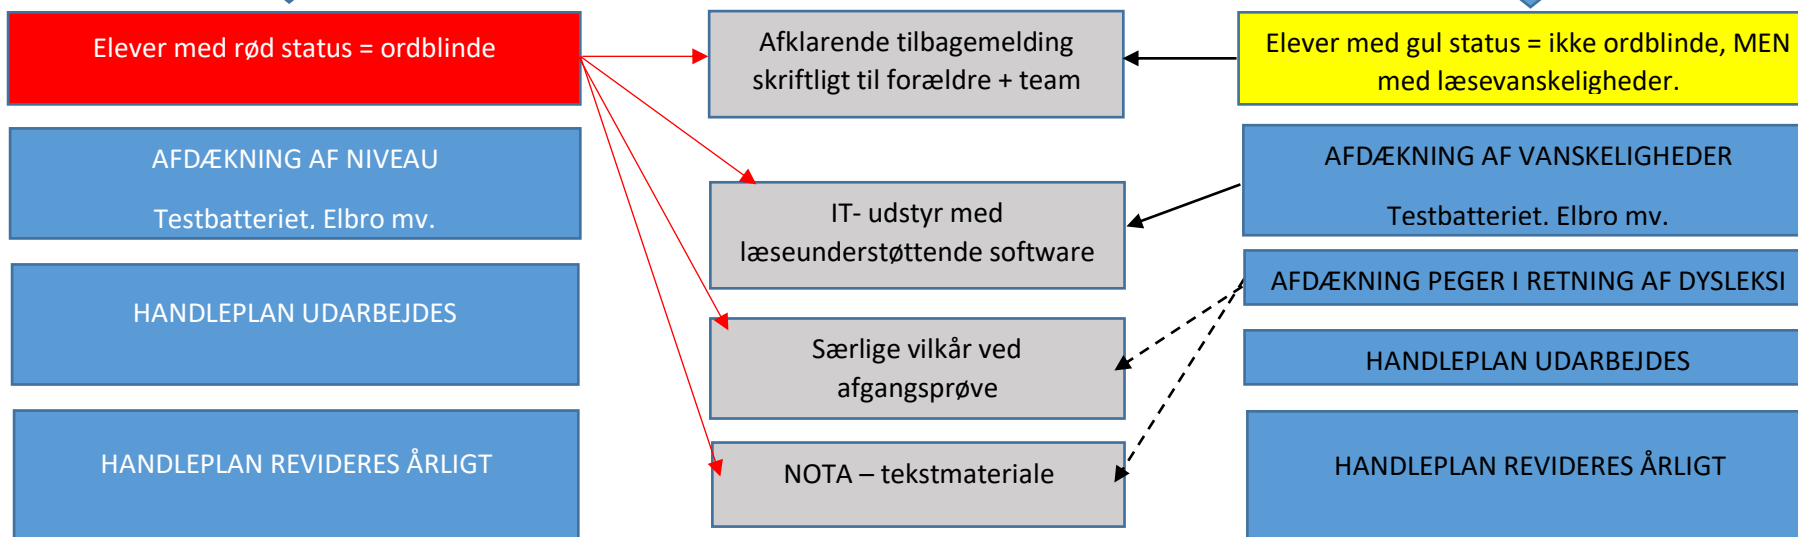 Elever med rød status = ordblinde
AFDÆKNING AF NIVEAU
Testbatteriet. Elbro mv.
HANDLEPLAN UDARBEJDES
HANDLEPLAN REVIDERES ÅRLIGT
Afklarende tilbagemelding
skriftligt til forældre + team
IT- udstyr med
læseunderstøttende software
Særlige vilkår ved
afgangsprøve
NOTA – tekstmateriale
Elever med gul status = ikke ordblinde, MEN
med læsevanskeligheder.
AFDÆKNING AF VANSKELIGHEDER
Testbatteriet. Elbro mv.
AFDÆKNING PEGER I RETNING AF DYSLEKSI
HANDLEPLAN UDARBEJDES
HANDLEPLAN REVIDERES ÅRLIGT